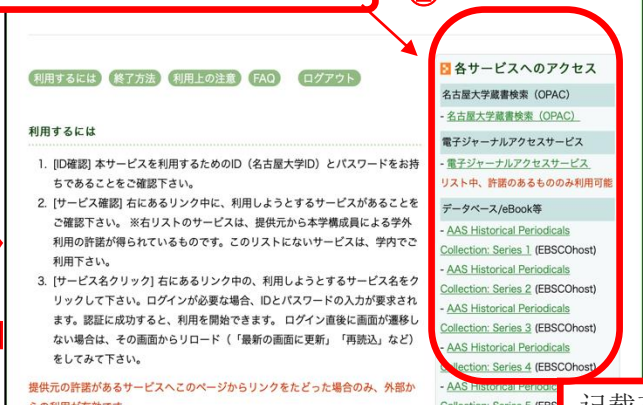 利用するには 終了方法 利用上の注意 FAQ ログアウト
利用するには
1. [ID確認] 本サービスを利用するためのID（名古屋大学ID）とパスワードをお持
ちであることをご確認下さい。
2. [サービス確認] 右にあるリンク中に、利用しようとするサービスがあることを
ご確認下さい。 ※右リストのサービスは、提供元から本学構成員による学外
利用の許諾が得られているものです。このリストにないサービスは、学内でご
利用下さい。
3. [サービス名クリック] 右にあるリンク中の、利用しようとするサービス名をク
リックして下さい。ログインが必要な場合、IDとパスワードの入力が要求され
ます。認証に成功すると、利用を開始できます。 ログイン直後に画面が遷移し
ない場合は、その画面からリロード（「最新の画面に更新」「再読込」など）
をしてみて下さい。
提供元の許諾があるサービスへこのページからリンクをたどった場合のみ、外部か
各サービスへのアクセス
名古屋大学蔵書検索（OPAC）
- 名古屋大学蔵書検索（OPAC）
電子ジャーナルアクセスサービス
- 電子ジャーナルアクセスサービス
リスト中、許諾のあるもののみ利用可能
データベース/eBook等
- AAS Historical Periodicals
Collection: Series 1 (EBSCOhost)
- AAS Historical Periodicals
Collection: Series 2 (EBSCOhost)
- AAS Historical Periodicals
Collection: Series 3 (EBSCOhost)
- AAS Historical Periodicals
Collection: Series 4 (EBSCOhost)
- AAS Historical